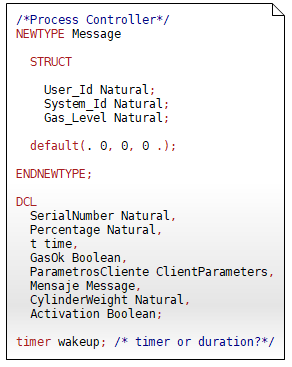 /*Process Controller*/
NEWTYPE Message
STRUCT
User_Id Natural;
System_Id Natural;
Gas_Level Natural;
default(. 0, 0, 0 .);
ENDNEWTYPE;
DCL
SerialNumber Natural,
Percentage Natural,
t time,
GasOk Boolean,
ParametrosCliente ClientParameters,
Mensaje Message,
CylinderWeight Natural,
Activation Boolean;
timer wakeup; /* timer or duration?*/